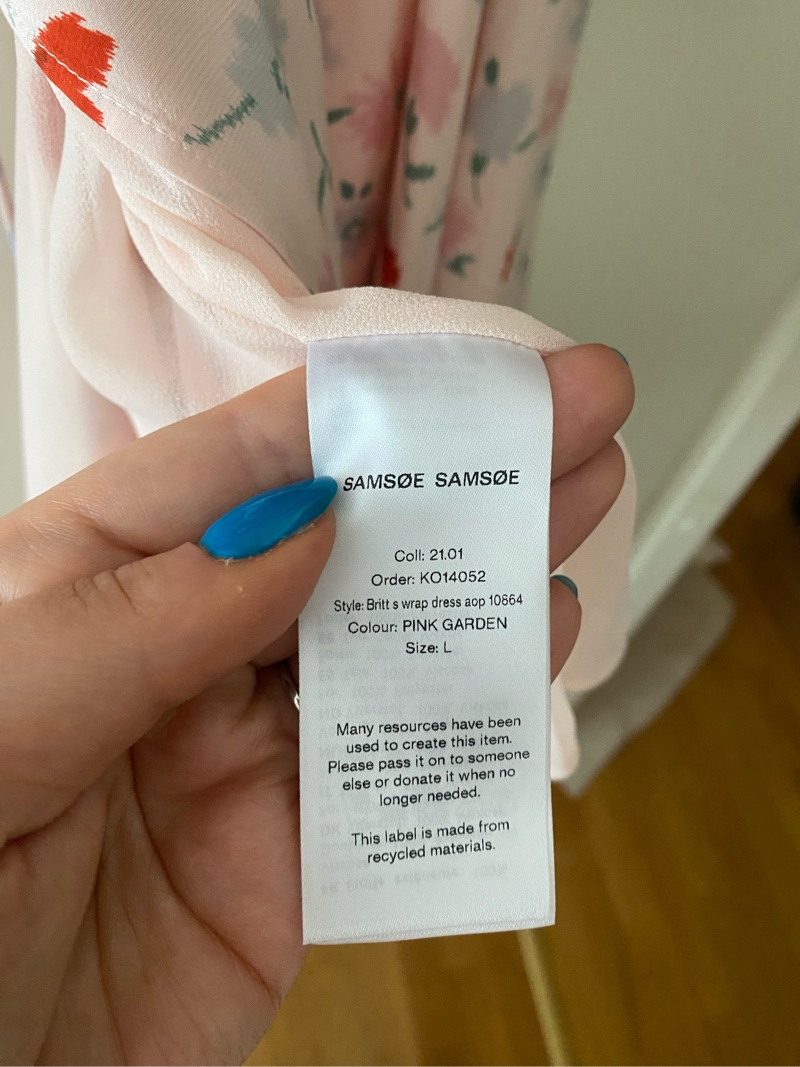 SAMSØE SAMSØE
Coll: 21.01
Order: KO14052
Style: Britt s wrap dress aop 10864
Colour: PINK GARDEN
Size: L
Many resources have been
used to create this item.
Please pass it on to someone
else or donate it when no
longer needed.
This label is made from
recycled materials.